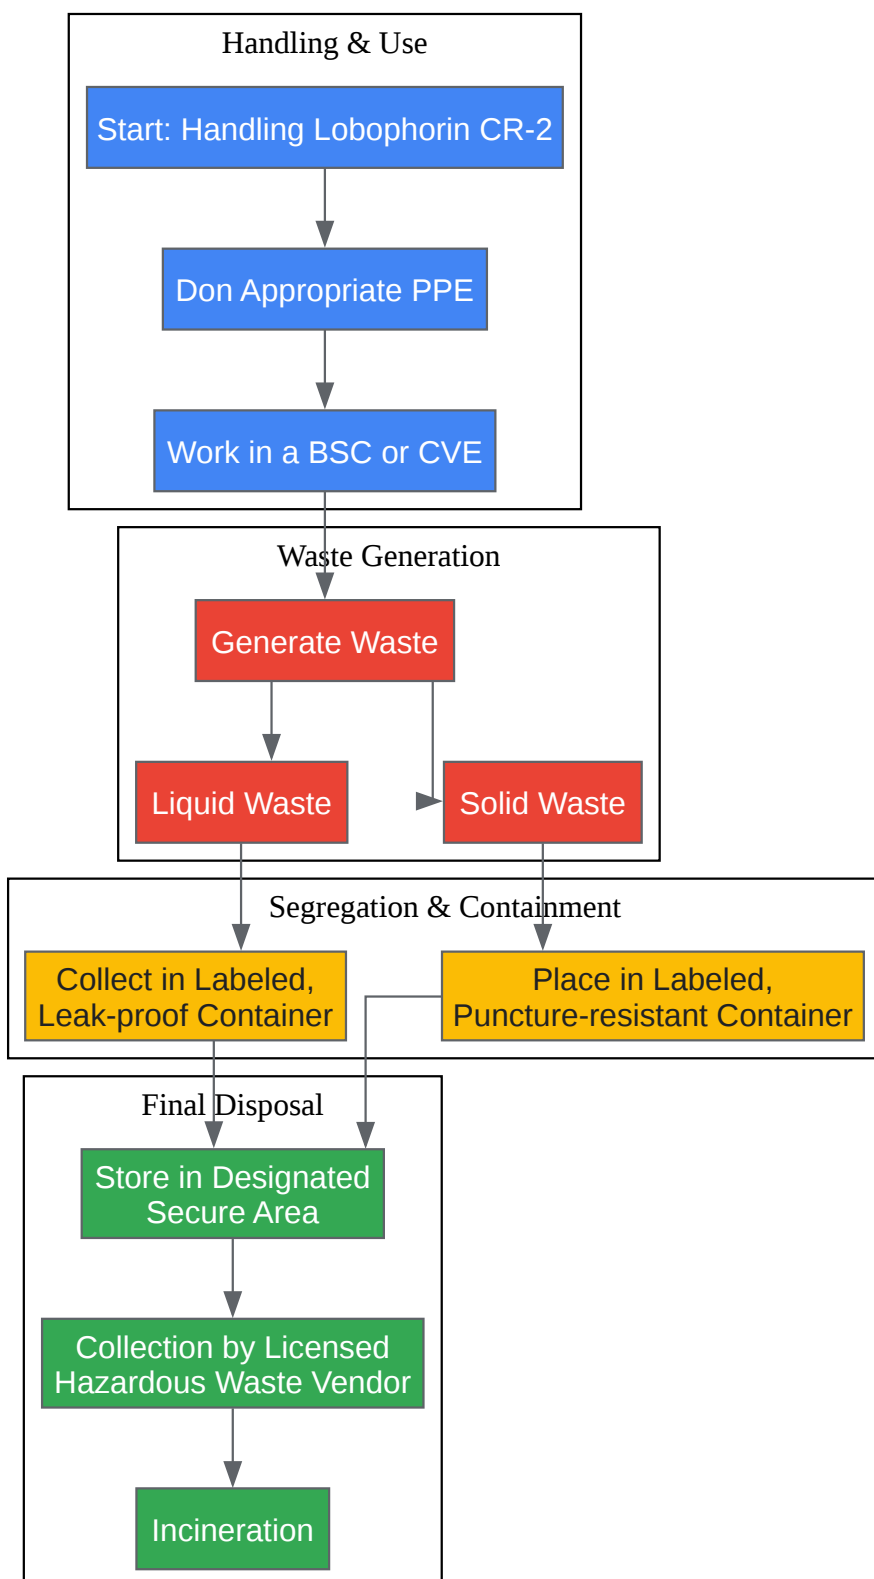 Handling & Use
Start: Handling Lobophorin CR-2
Don Appropriate PPE
Work in a BSC or CVE
Waste Generation
Generate Waste
Liquid Waste
Solid Waste
Segregation & Containment
Collect in Labeled,
Leak-proof Container
Place in Labeled,
Puncture-resistant Container
Final Disposal
Store in Designated
Secure Area
Collection by Licensed
Hazardous Waste Vendor
Incineration